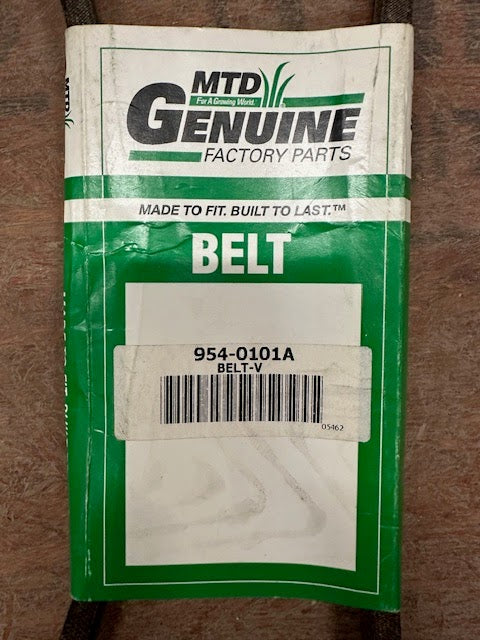 MTD
For A Growing World.
GENUINE
FACTORY PARTS
MADE TO FIT. BUILT TO LAST.™
BELT
954-0101A
BELT-V
05462
MTD